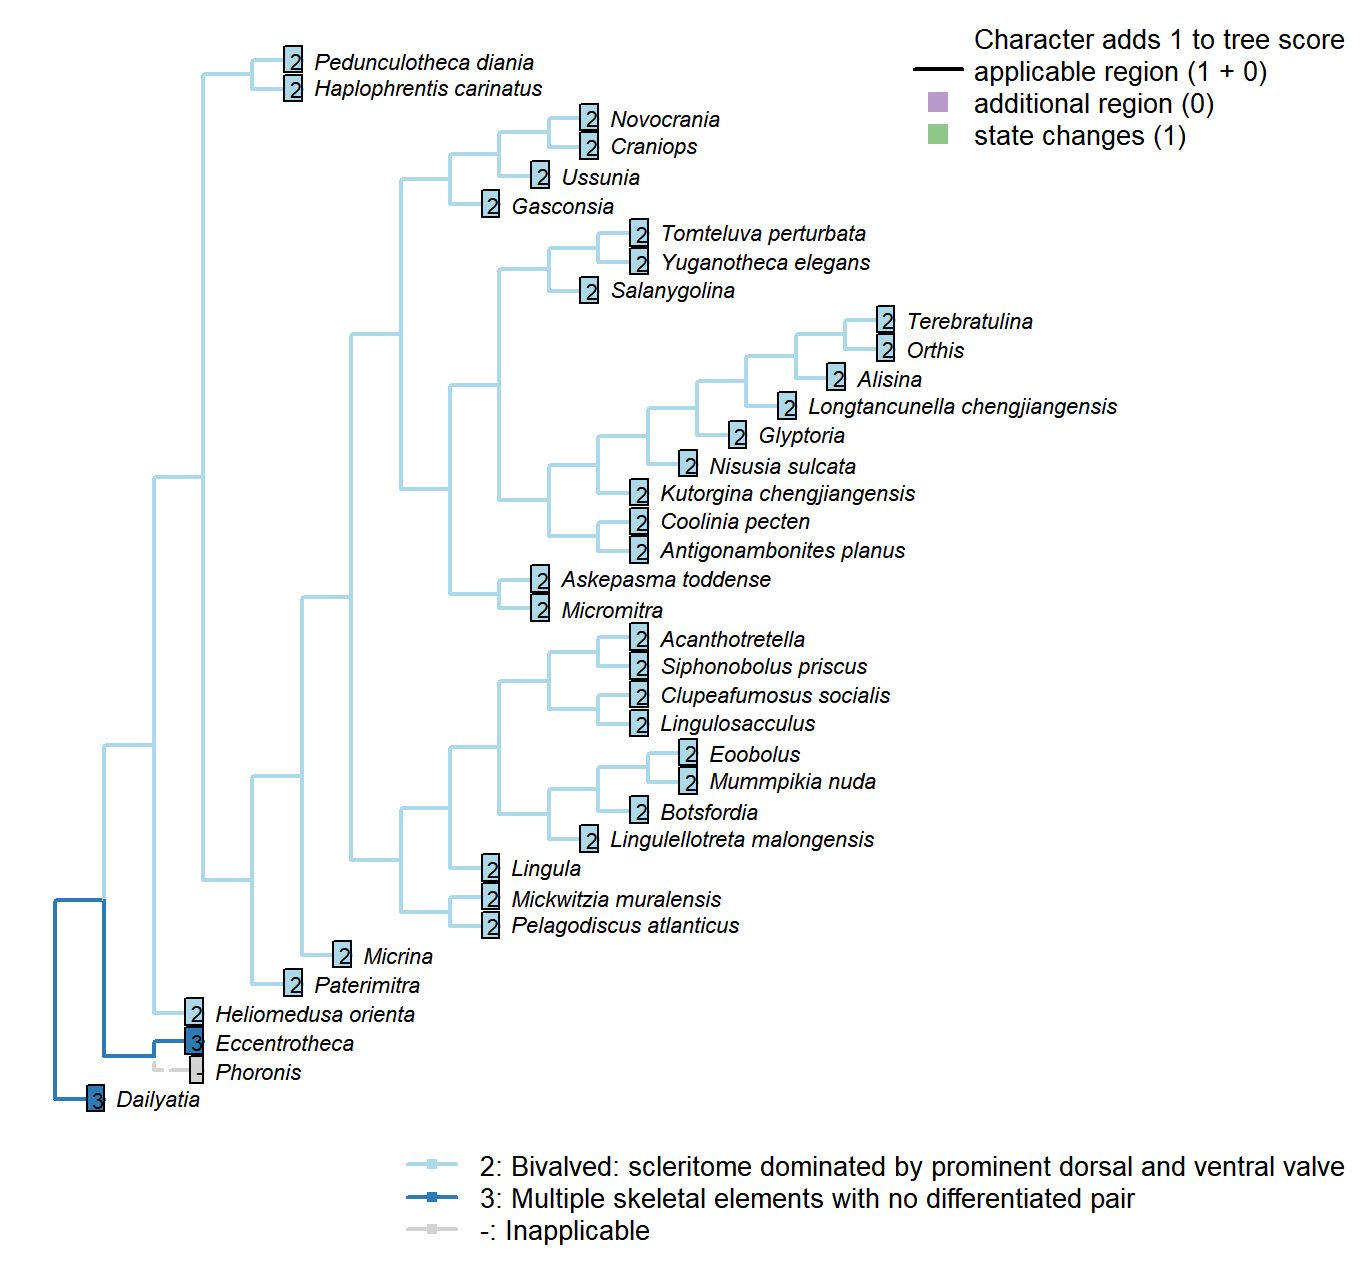 Character adds 1 to tree score
applicable region (1 + 0)
additional region (0)
state changes (1)
2 Pedunculotheca diania
2 Haplophrentis carinatus
2 Novocrania
2 Craniops
2 Ussunia
2 Gasconsia
2 Tomteluva perturbata
2 Yuganotheca elegans
2 Salanygolina
2 Terebratulina
2 Orthis
2 Alisina
2 Longtancunella chengjiangensis
2 Glyptoria
2 Nisusia sulcata
2 Kutorgina chengjiangensis
2 Coolinia pecten
2 Antigonambonites planus
2 Askepasma toddense
2 Micromitra
2 Acanthotretella
2 Siphonobolus priscus
2 Clupeafumosus socialis
2 Lingulosacculus
2 Eoobolus
2 Mummpikia nuda
2 Botsfordia
2 Lingulellotreta malongensis
2 Lingula
2 Mickwitzia muralensis
2 Pelagodiscus atlanticus
2 Micrina
2 Paterimitra
2 Heliomedusa orienta
3 Eccentrotheca
- Phoronis
3 Dailyatia
2: Bivalved: scleritome dominated by prominent dorsal and ventral valve
3: Multiple skeletal elements with no differentiated pair
-: Inapplicable